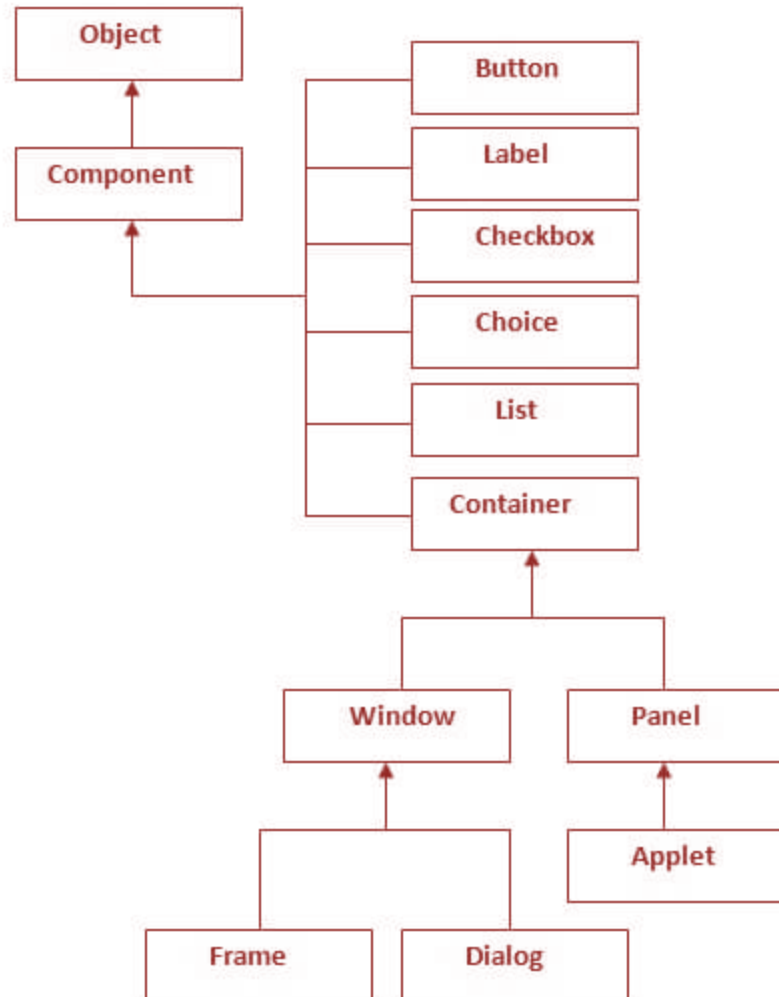 Object
Button
Component
Label
Checkbox
Choice
List
Container
Window
Panel
Applet
Frame
Dialog